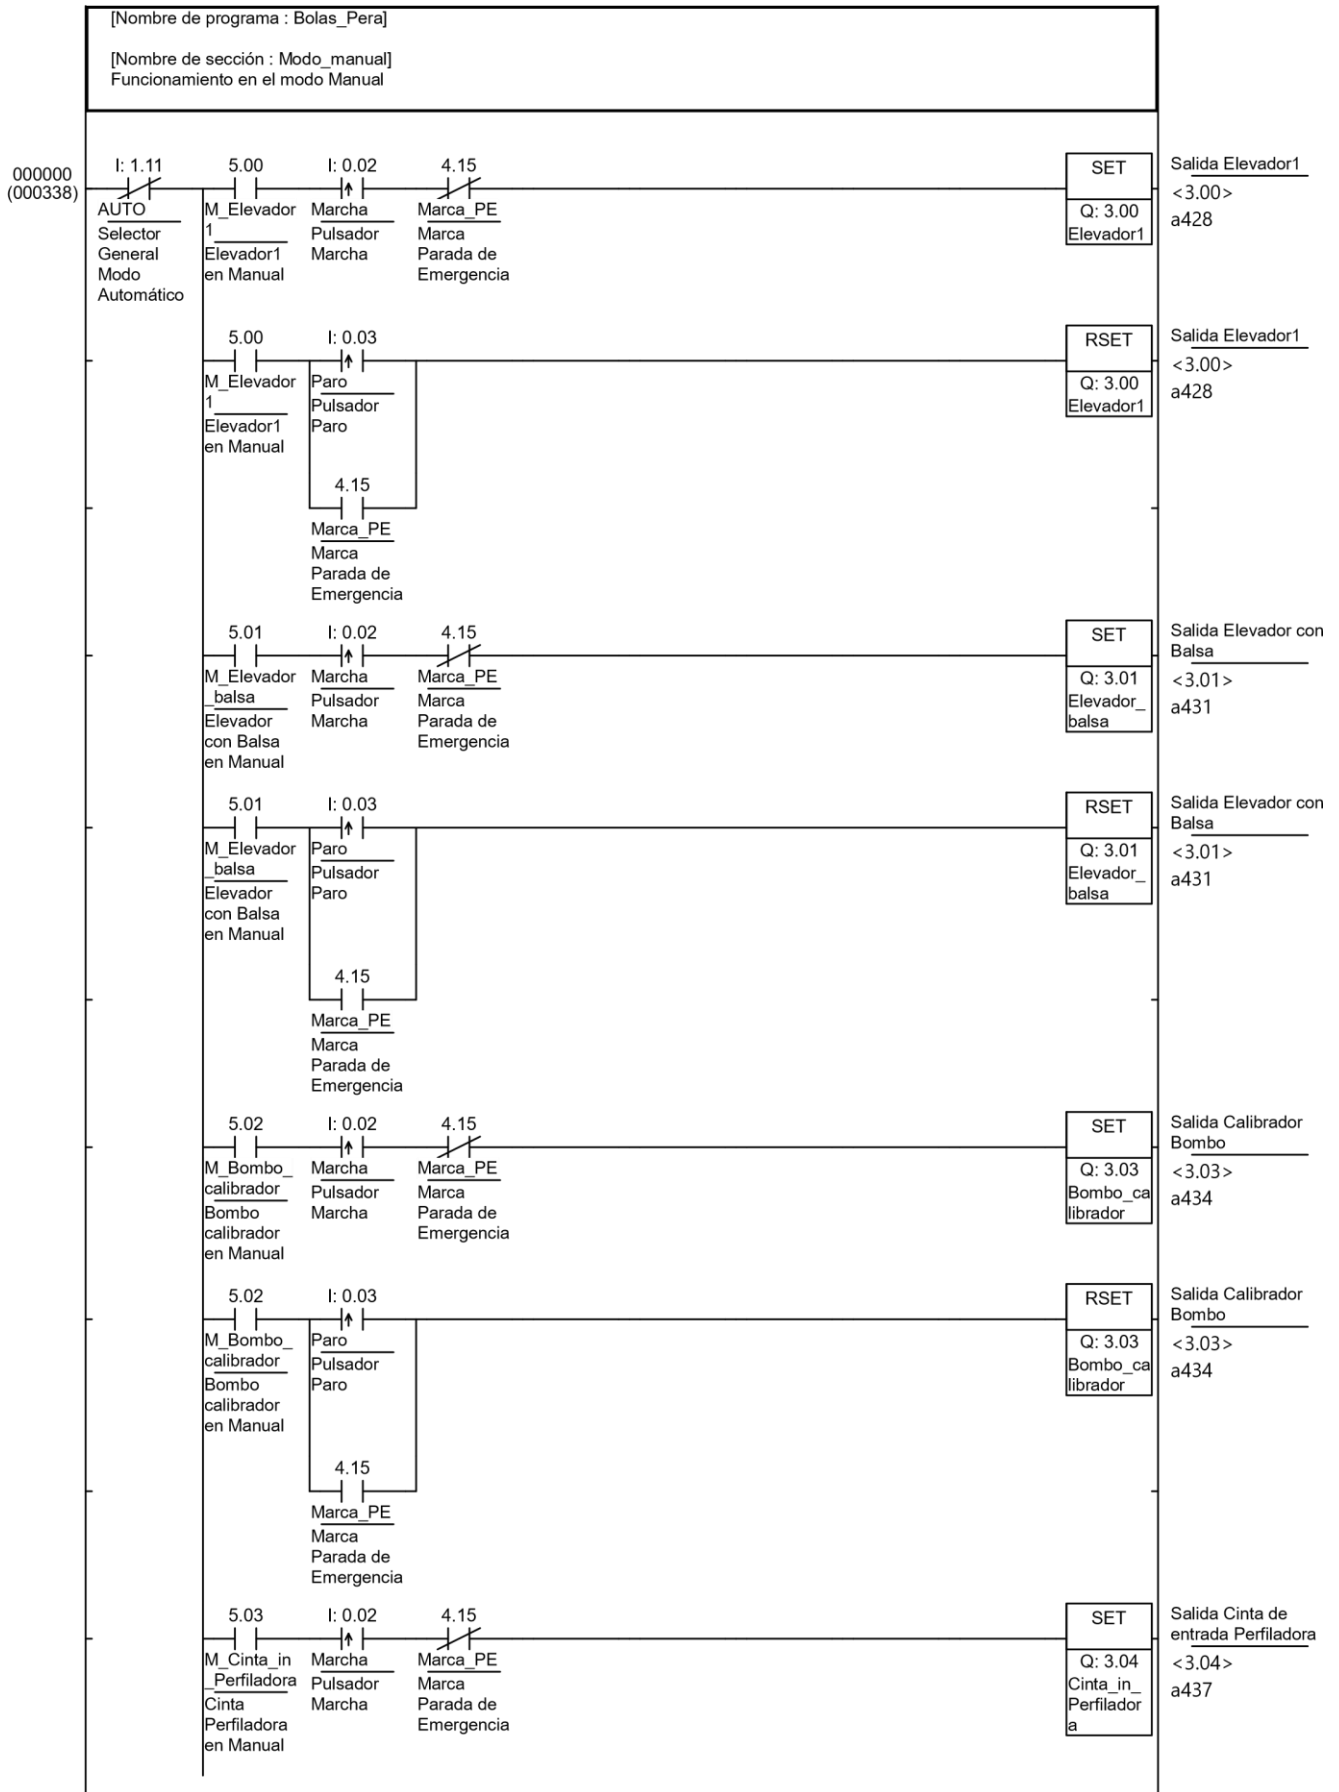 [Nombre de programa : Bolas_Pera]
[Nombre de sección : Modo_manual]
Funcionamiento en el modo Manual
000000
(000338)
I: 1.11
AUTO
Selector
General
Modo
Automático
5.00
M_Elevador
1
Elevador1
en Manual
I: 0.02
Marcha
Pulsador
Marcha
4.15
Marca_PE
Marca
Parada de
Emergencia
SET
Q: 3.00
Elevador1
Salida Elevador1
<3.00>
a428
5.00
M_Elevador
1
Elevador1
en Manual
I: 0.03
Paro
Pulsador
Paro
4.15
Marca_PE
Marca
Parada de
Emergencia
RSET
Q: 3.00
Elevador1
Salida Elevador1
<3.00>
a428
5.01
M_Elevador
_balsa
Elevador
con Balsa
en Manual
I: 0.02
Marcha
Pulsador
Marcha
4.15
Marca_PE
Marca
Parada de
Emergencia
SET
Q: 3.01
Elevador_
balsa
Salida Elevador con
Balsa
<3.01>
a431
5.01
M_Elevador
_balsa
Elevador
con Balsa
en Manual
I: 0.03
Paro
Pulsador
Paro
4.15
Marca_PE
Marca
Parada de
Emergencia
RSET
Q: 3.01
Elevador_
balsa
Salida Elevador con
Balsa
<3.01>
a431
5.02
M_Bombo_
calibrador
Bombo
calibrador
en Manual
I: 0.02
Marcha
Pulsador
Marcha
4.15
Marca_PE
Marca
Parada de
Emergencia
SET
Q: 3.03
Bombo_ca
librador
Salida Calibrador
Bombo
<3.03>
a434
5.02
M_Bombo_
calibrador
Bombo
calibrador
en Manual
I: 0.03
Paro
Pulsador
Paro
4.15
Marca_PE
Marca
Parada de
Emergencia
RSET
Q: 3.03
Bombo_ca
librador
Salida Calibrador
Bombo
<3.03>
a434
5.03
M_Cinta_in
_Perfiladora
Cinta
Perfiladora
en Manual
I: 0.02
Marcha
Pulsador
Marcha
4.15
Marca_PE
Marca
Parada de
Emergencia
SET
Q: 3.04
Cinta_in_
Perfilador
a
Salida Cinta de
entrada Perfiladora
<3.04>
a437